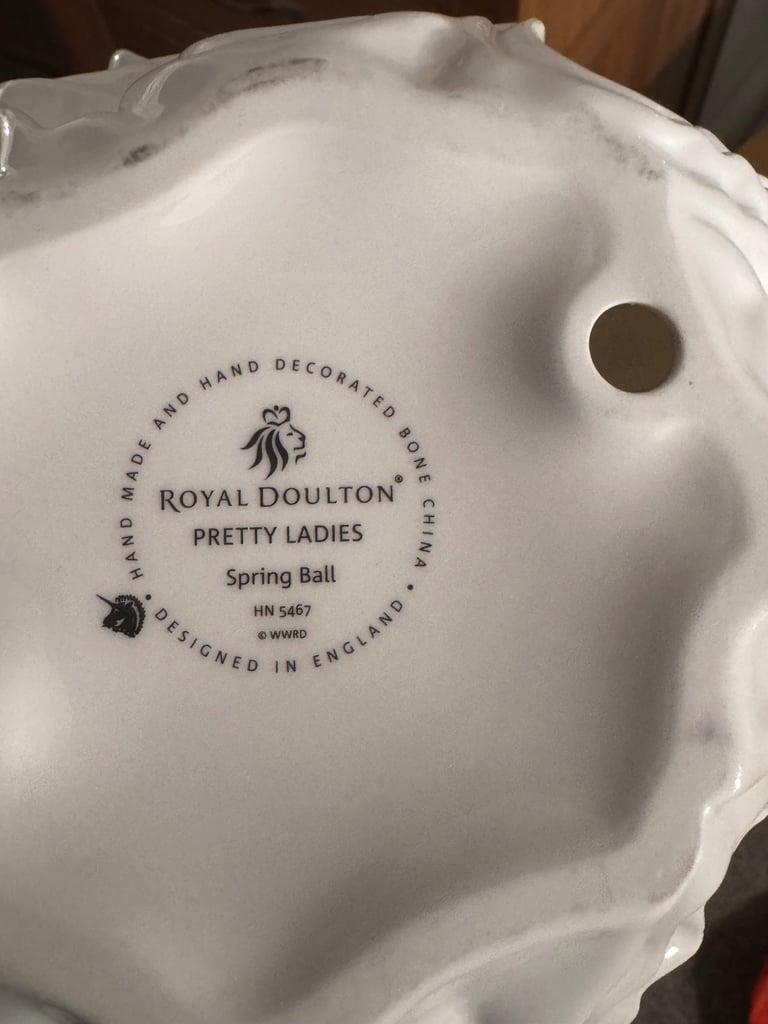 • HAND MADE AND HAND DECORATED BONE CHINA •
ROYAL DOULTON®
PRETTY LADIES
Spring Ball
HN 5467
© WWRD
DESIGNED IN ENGLAND